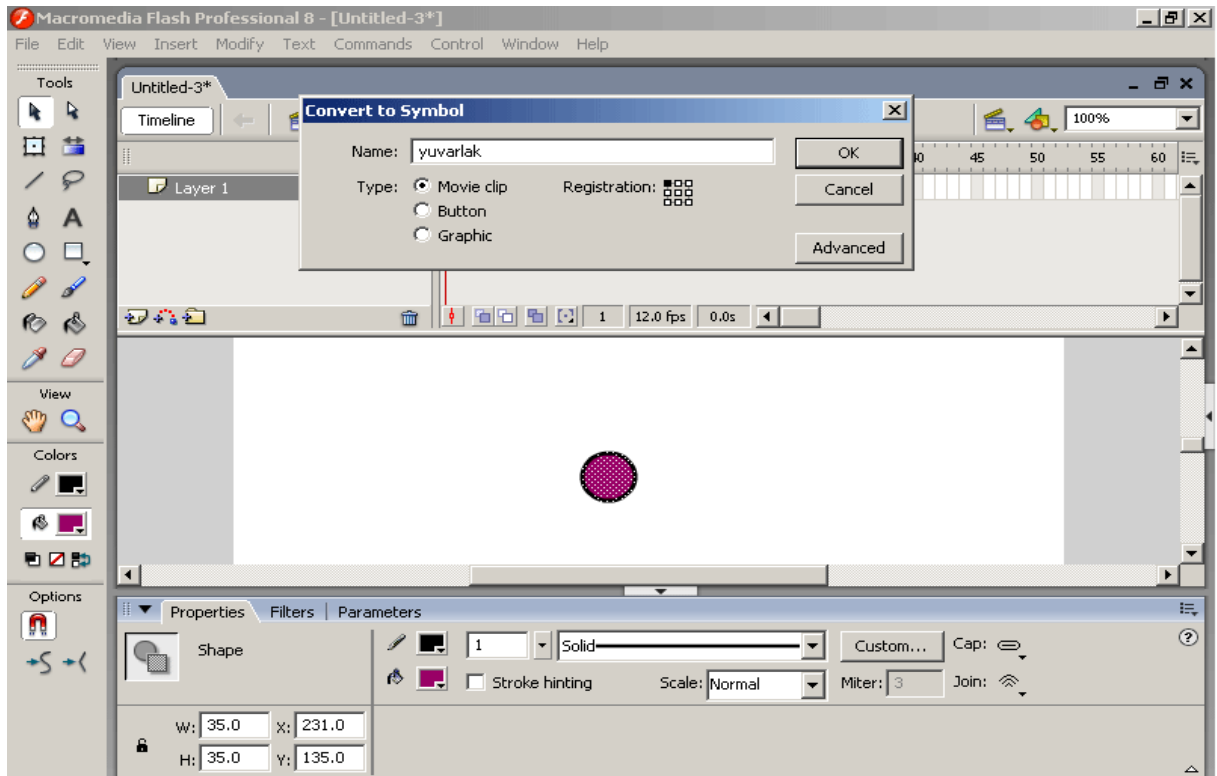 Macromedia Flash Professional 8 - [Untitled-3*]
File Edit View Insert Modify Text Commands Control Window Help
Tools
Untitled-3*
Timeline
100%
Convert to Symbol
Name: yuvarlak
OK
Type: Movie clip
Registration:
Cancel
Button
Graphic
Advanced
45 50 55 60
Layer 1
1 12.0 fps 0.0s
View
Colors
Options
Properties Filters Parameters
Shape
1 Solid Custom... Cap:
Stroke hinting Scale: Normal Miter: 3 Join:
W: 35.0 X: 231.0
H: 35.0 Y: 135.0